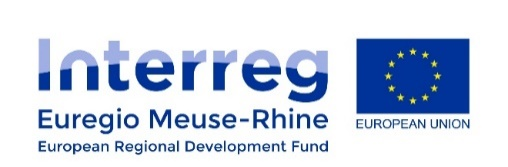 Interreg
Euregio Meuse-Rhine
European Regional Development Fund
EUROPEAN UNION